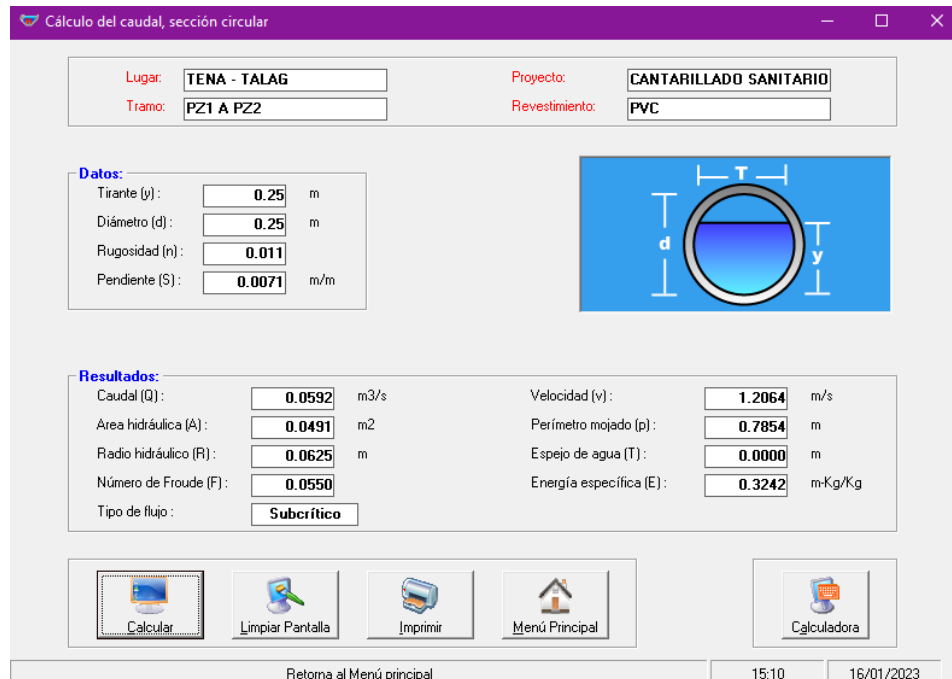 Cálculo del caudal, sección circular
Lugar: TENA - TALAG Proyecto: CANTARILLADO SANITARIO
Tramo: PZ1 A PZ2 Revestimiento: PVC
Datos:
Tirante (y) : 0.25 m
Diámetro (d) : 0.25 m
Rugosidad (n) : 0.011
Pendiente (S) : 0.0071 m/m
T
d
y
Resultados:
Caudal (Q) : 0.0592 m3/s Velocidad (v) : 1.2064 m/s
Area hidráulica (A) : 0.0491 m2 Perímetro mojado (p) : 0.7854 m
Radio hidráulico (R) : 0.0625 m Espejo de agua (T) : 0.0000 m
Número de Froude (F) : 0.0550 Energía específica (E) : 0.3242 m-Kg/Kg
Tipo de flujo : Subcrítico
Calcular Limpiar Pantalla Imprimir Menú Principal Calculadora
Retorna al Menú principal 15:10 16/01/2023